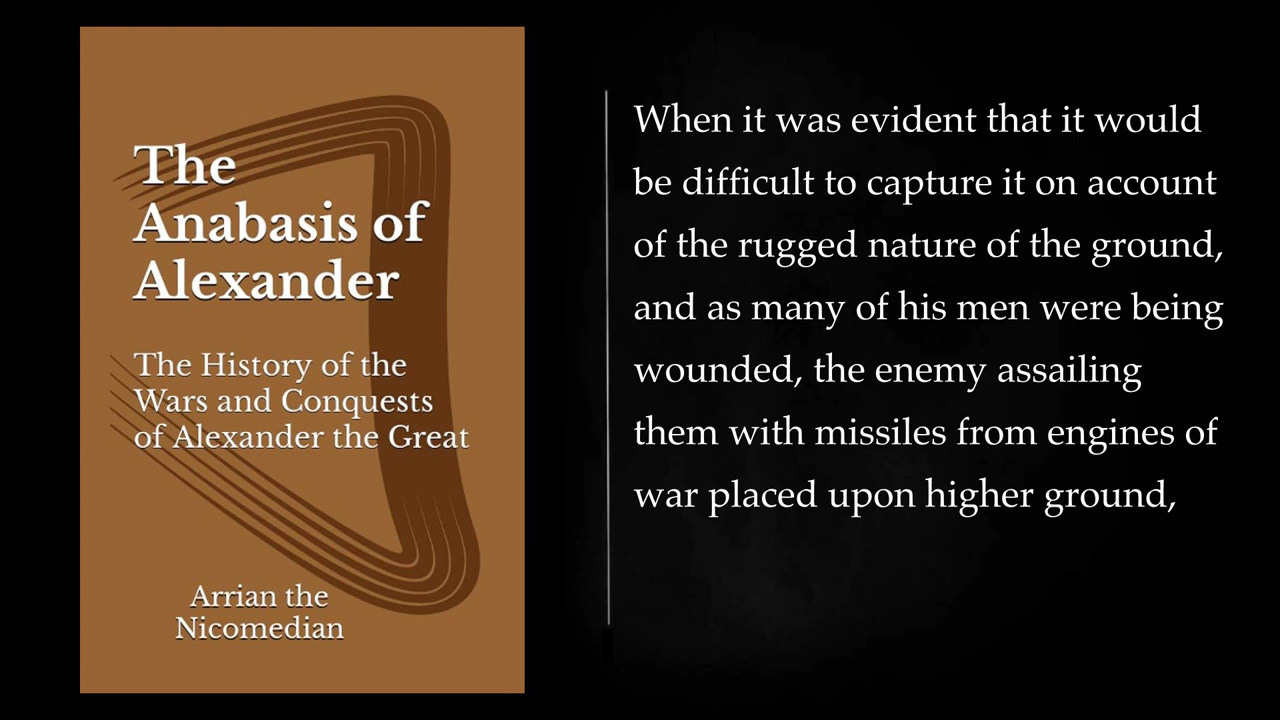 The
Anabasis of
Alexander
The History of the
Wars and Conquests
of Alexander the Great
Arrian the
Nicomedian
When it was evident that it would
be difficult to capture it on account
of the rugged nature of the ground,
and as many of his men were being
wounded, the enemy assailing
them with missiles from engines of
war placed upon higher ground,